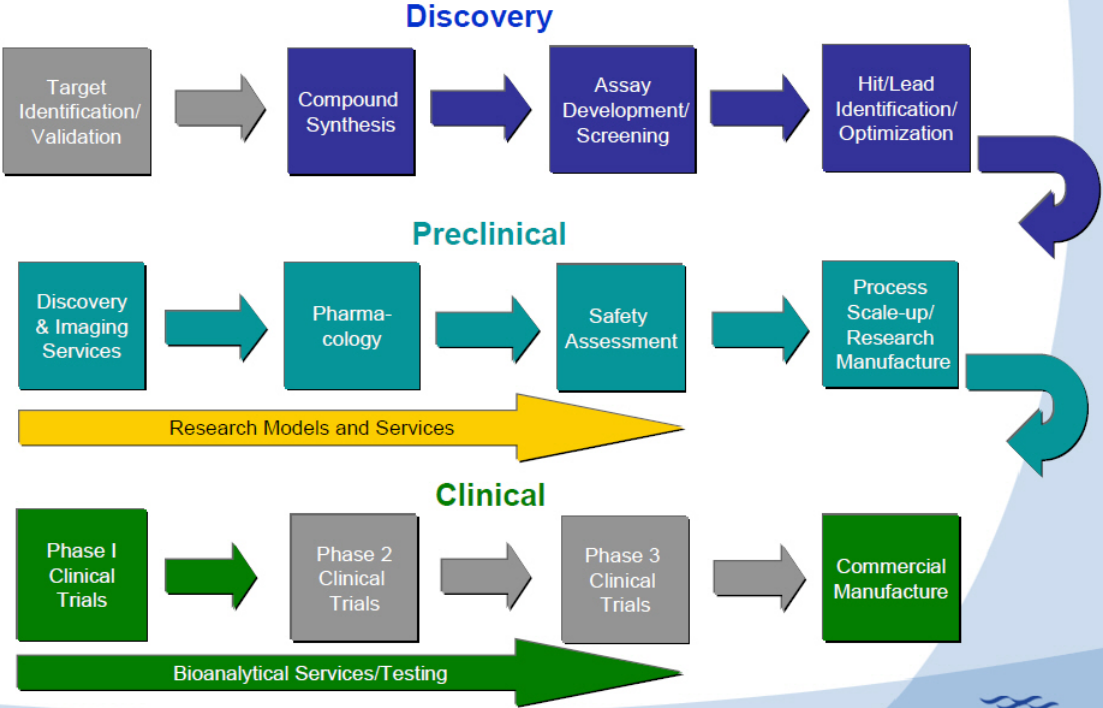 Discovery
Target
Identification/
Validation
Compound
Synthesis
Assay
Development/
Screening
Hit/Lead
Identification/
Optimization
Preclinical
Discovery
& Imaging
Services
Pharma-
cology
Safety
Assessment
Process
Scale-up/
Research
Manufacture
Research Models and Services
Clinical
Phase I
Clinical
Trials
Phase 2
Clinical
Trials
Phase 3
Clinical
Trials
Commercial
Manufacture
Bioanalytical Services/Testing